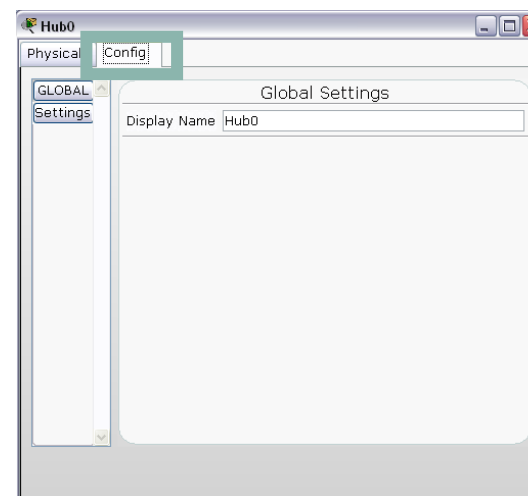 Hub0
Physical Config
GLOBAL
Settings
Global Settings
Display Name Hub0